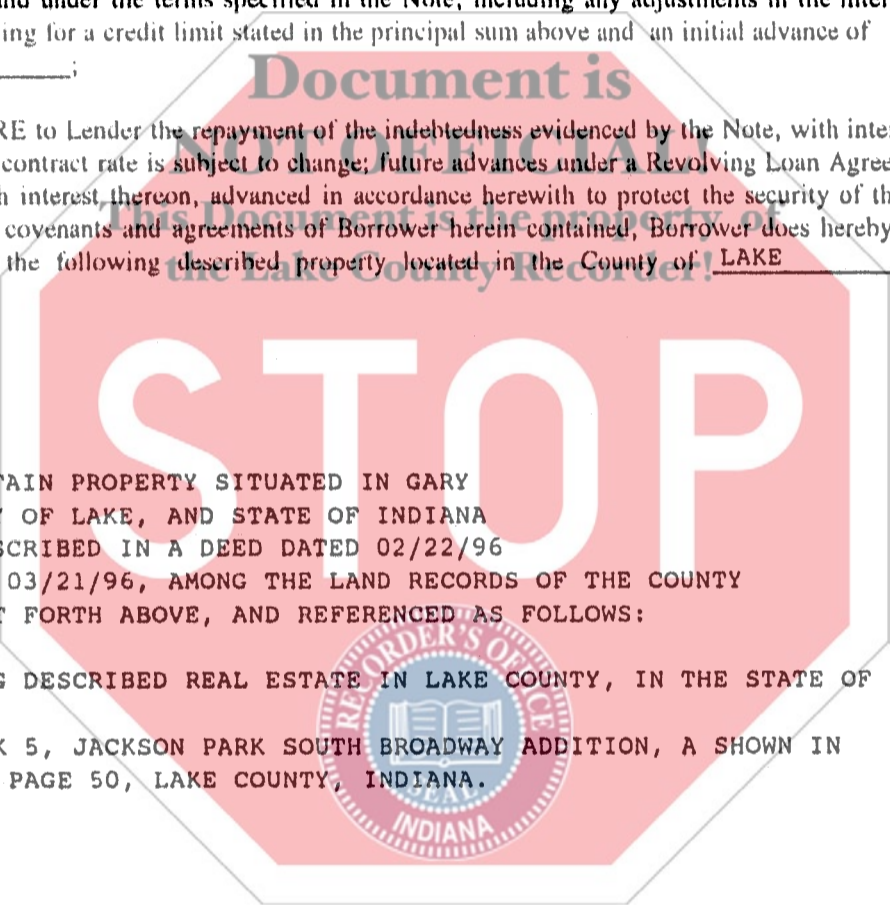 and under the terms specified in the Note, including any adjustments in the inter
ing for a credit limit stated in the principal sum above and an initial advance of
;
Document is
NOT OFFICIAL!
This Document is the property of
the Lake County Recorder!
RE to Lender the repayment of the indebtedness evidenced by the Note, with inte
contract rate is subject to change; future advances under a Revolving Loan Agree
h interest thereon, advanced in accordance herewith to protect the security of th
covenants and agreements of Borrower herein contained, Borrower does hereby
the following described property located in the County of LAKE
STOP
TAIN PROPERTY SITUATED IN GARY
Y OF LAKE, AND STATE OF INDIANA
SCRIBED IN A DEED DATED 02/22/96
03/21/96, AMONG THE LAND RECORDS OF THE COUNTY
T FORTH ABOVE, AND REFERENCED AS FOLLOWS:
G DESCRIBED REAL ESTATE IN LAKE COUNTY, IN THE STATE OF
K 5, JACKSON PARK SOUTH BROADWAY ADDITION, A SHOWN IN
PAGE 50, LAKE COUNTY, INDIANA.
RECORDER'S OFFICE
SEAL
INDIANA